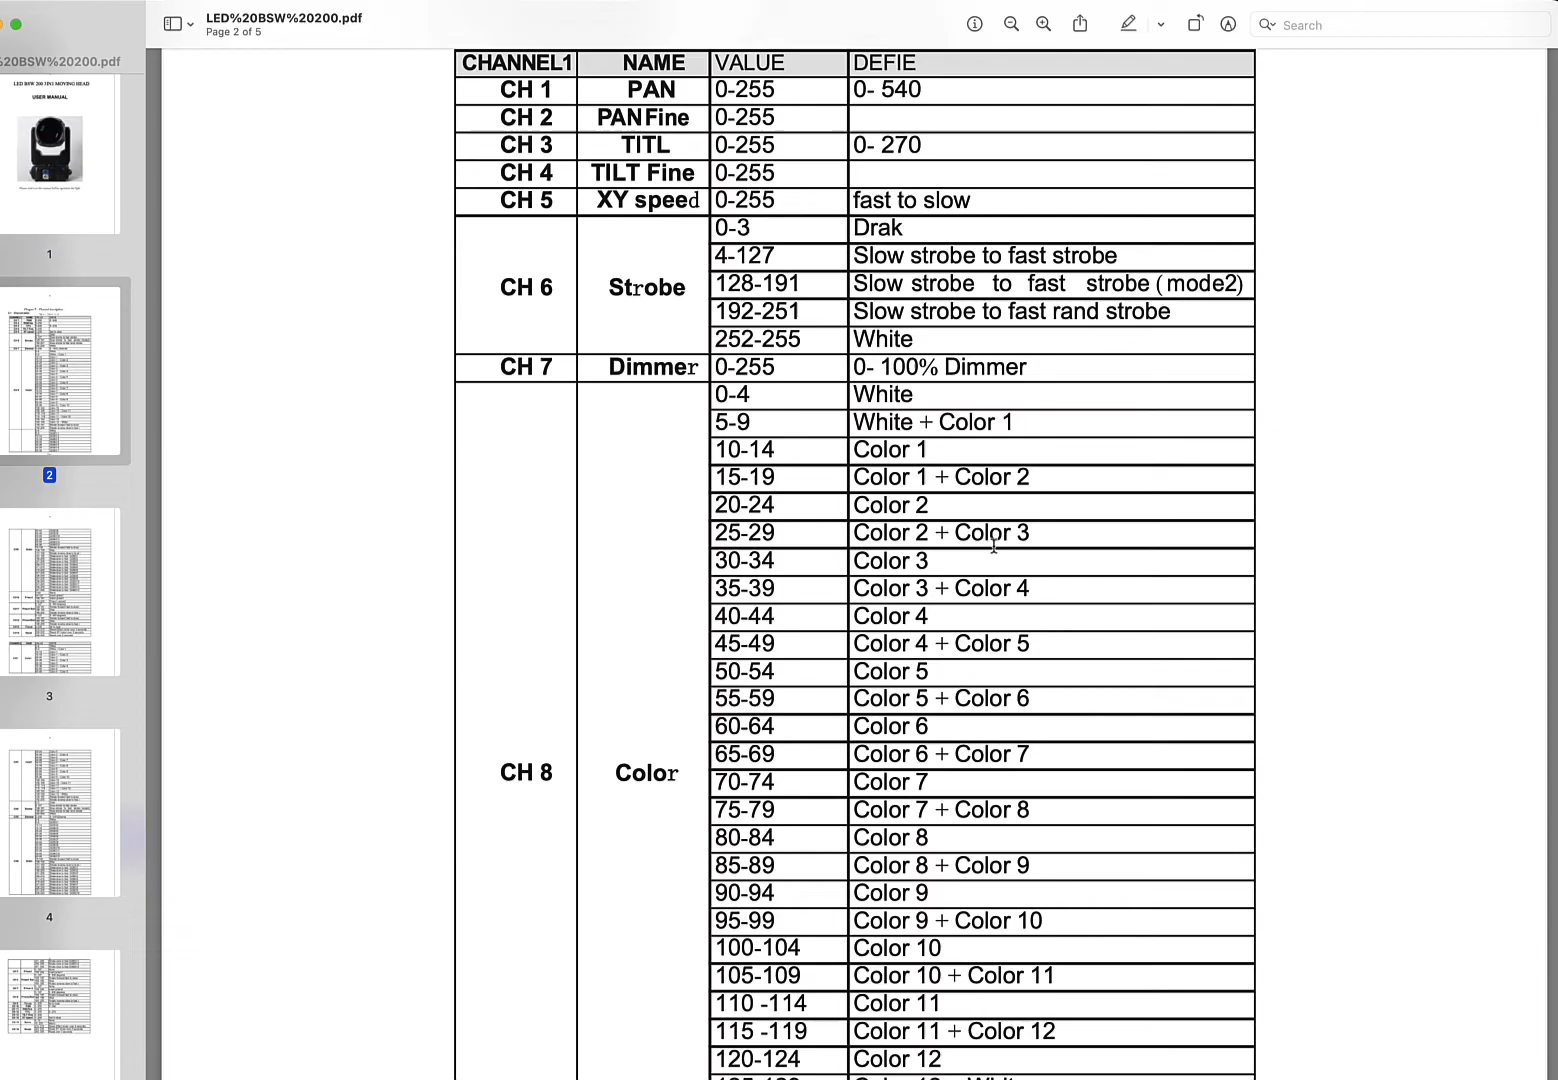 LED%20BSW%20200.pdf
Page 2 of 5
Search
%20BSW%20200.pdf
LED BSW 200 3IN1 MOVING HEAD
USER MANUAL
1
2
3
4
CHANNEL1 NAME VALUE DEFIE
CH 1 PAN 0-255 0- 540
CH 2 PAN Fine 0-255
CH 3 TITL 0-255 0- 270
CH 4 TILT Fine 0-255
CH 5 XY speed 0-255 fast to slow
CH 6 Strobe 0-3 Drak
4-127 Slow strobe to fast strobe
128-191 Slow strobe to fast strobe (mode2)
192-251 Slow strobe to fast rand strobe
252-255 White
CH 7 Dimmer 0-255 0- 100% Dimmer
CH 8 Color 0-4 White
5-9 White + Color 1
10-14 Color 1
15-19 Color 1 + Color 2
20-24 Color 2
25-29 Color 2 + Color 3
30-34 Color 3
35-39 Color 3 + Color 4
40-44 Color 4
45-49 Color 4 + Color 5
50-54 Color 5
55-59 Color 5 + Color 6
60-64 Color 6
65-69 Color 6 + Color 7
70-74 Color 7
75-79 Color 7 + Color 8
80-84 Color 8
85-89 Color 8 + Color 9
90-94 Color 9
95-99 Color 9 + Color 10
100-104 Color 10
105-109 Color 10 + Color 11
110 -114 Color 11
115 -119 Color 11 + Color 12
120-124 Color 12